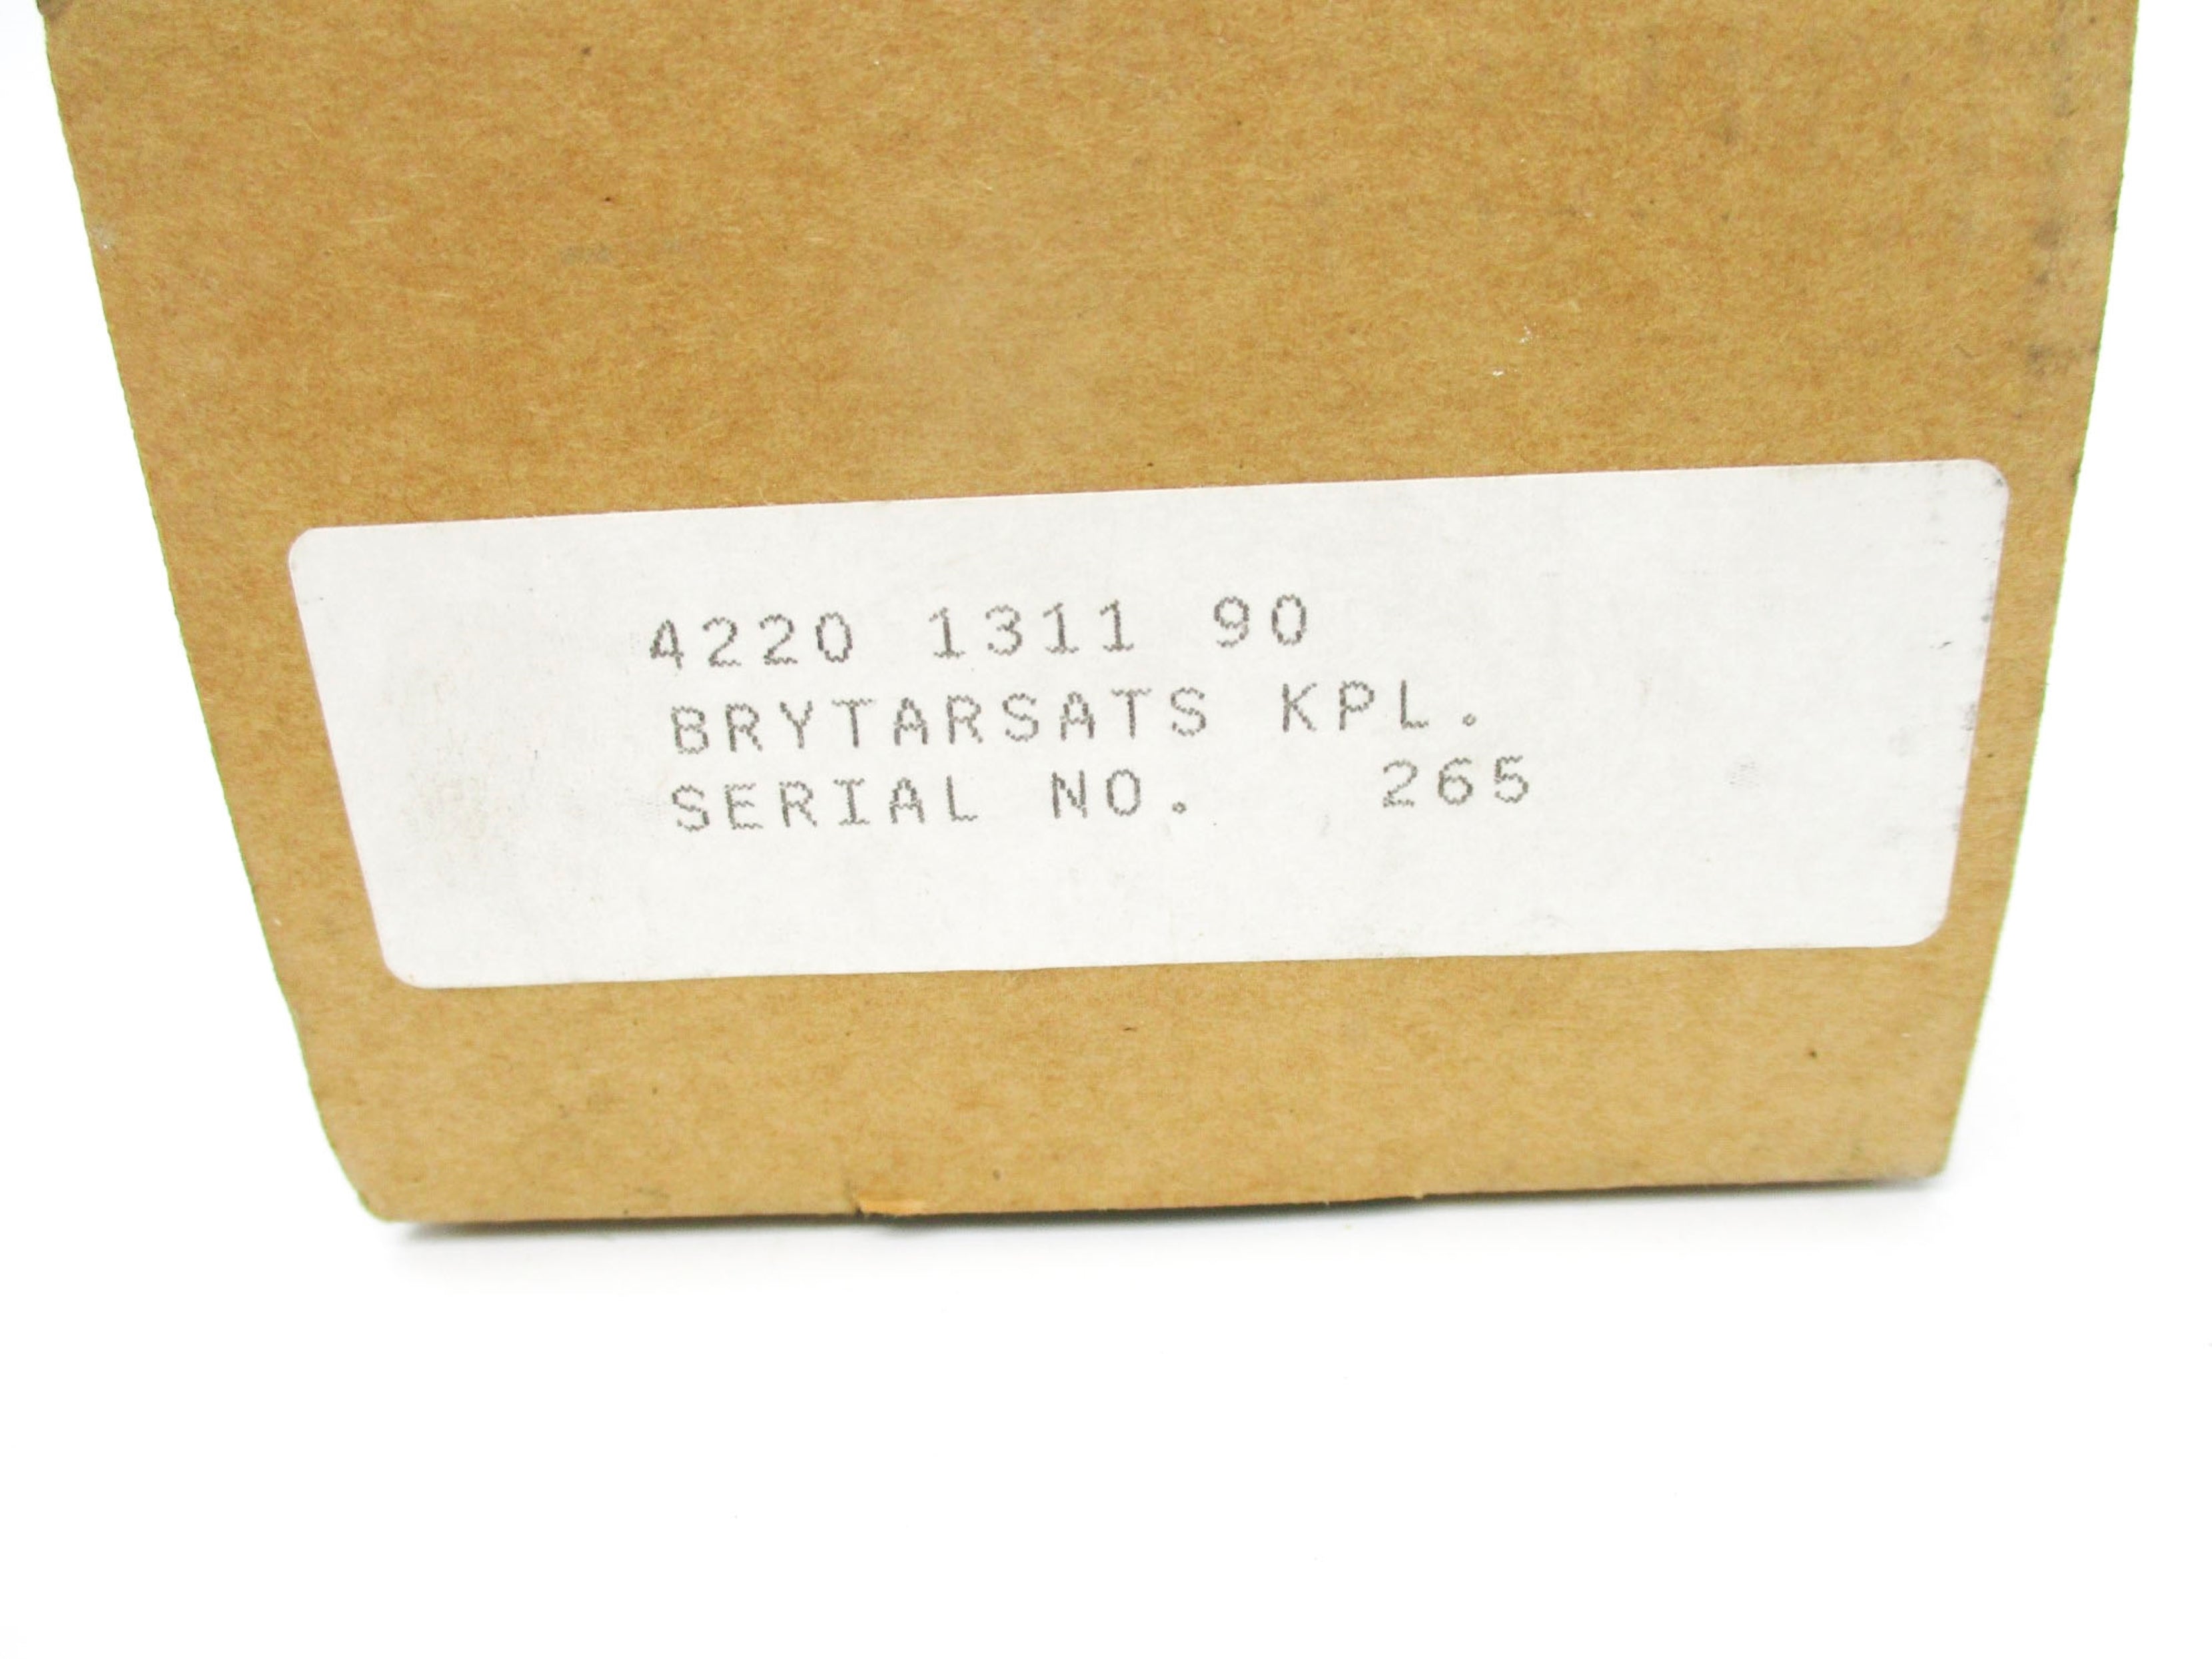 4220 1311 90
BRYTARSATS KPL.
SERIAL NO. 265